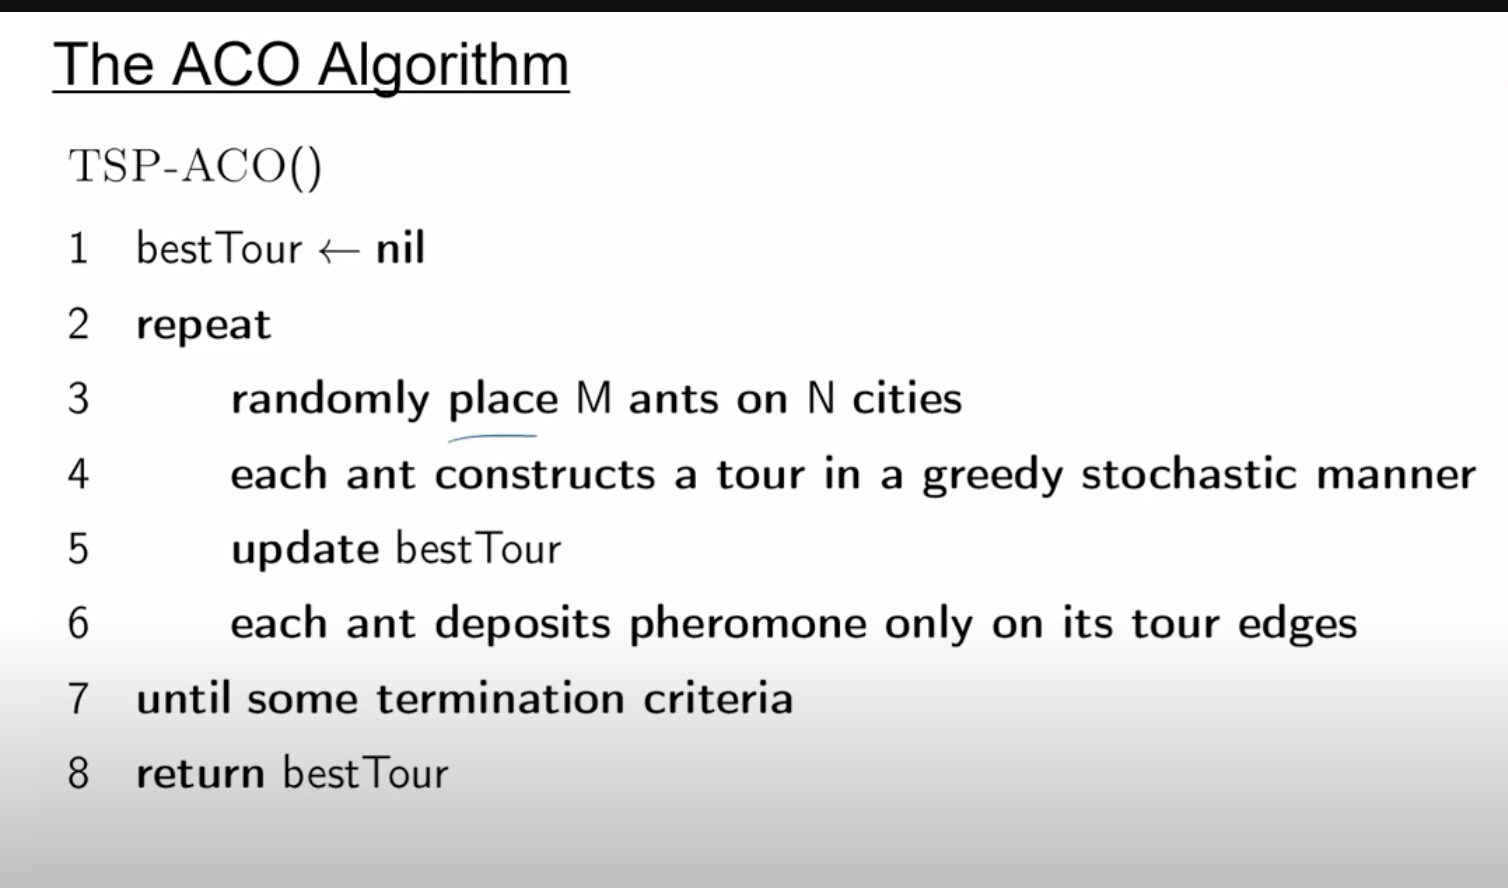 The ACO Algorithm
TSP-ACO()
1 bestTour ← nil
2 repeat
3 randomly place M ants on N cities
4 each ant constructs a tour in a greedy stochastic manner
5 update bestTour
6 each ant deposits pheromone only on its tour edges
7 until some termination criteria
8 return bestTour